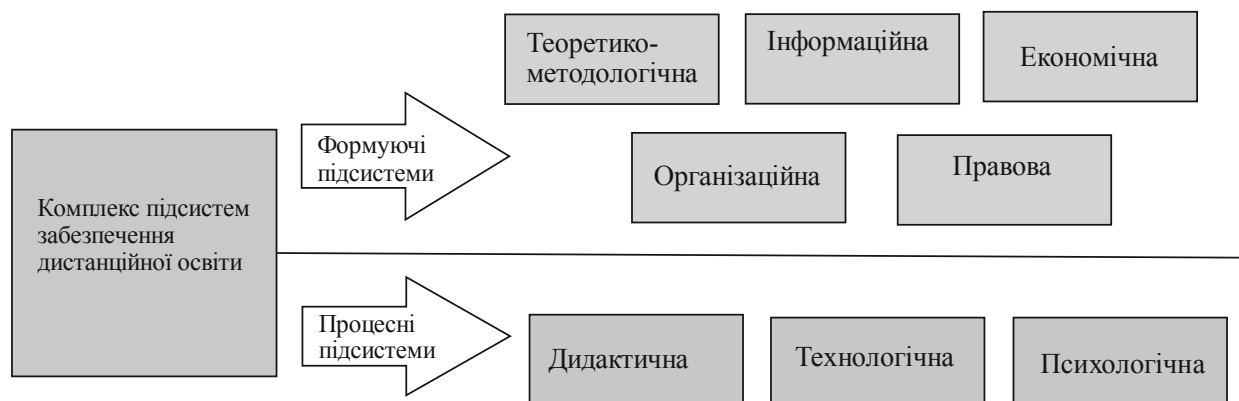 Теоретико-
методологічна
Інформаційна
Економічна
Формуючі
підсистеми
Організаційна
Правова
Комплекс підсистем
забезпечення
дистанційної освіти
Процесні
підсистеми
Дидактична
Технологічна
Психологічна